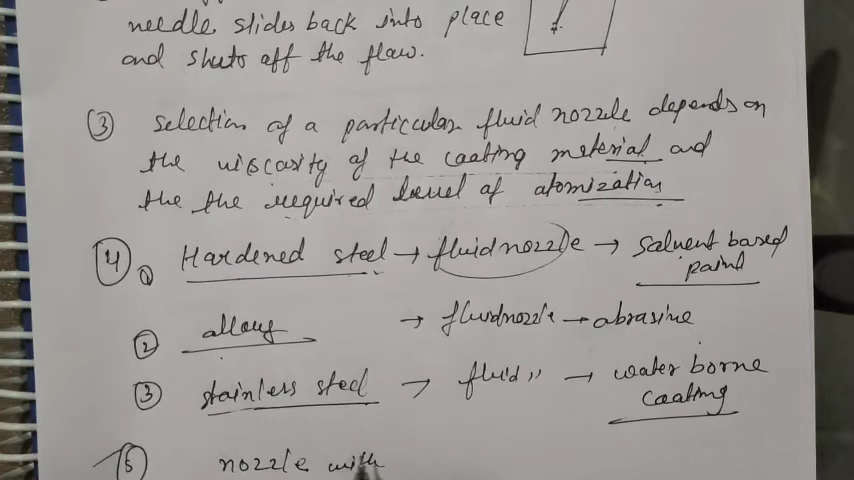 needle slides back into place
and shuts off the flow.
③ selection of a particular fluid nozzle depends on
the viscosity of the coating material and
the the required level of atomization
④ ① Hardened steel → fluid nozzle → solvent based
paint
② alloy → fluid nozzle → abrasive
③ stainless steel → fluid " → water borne
coating
⑤ nozzle with